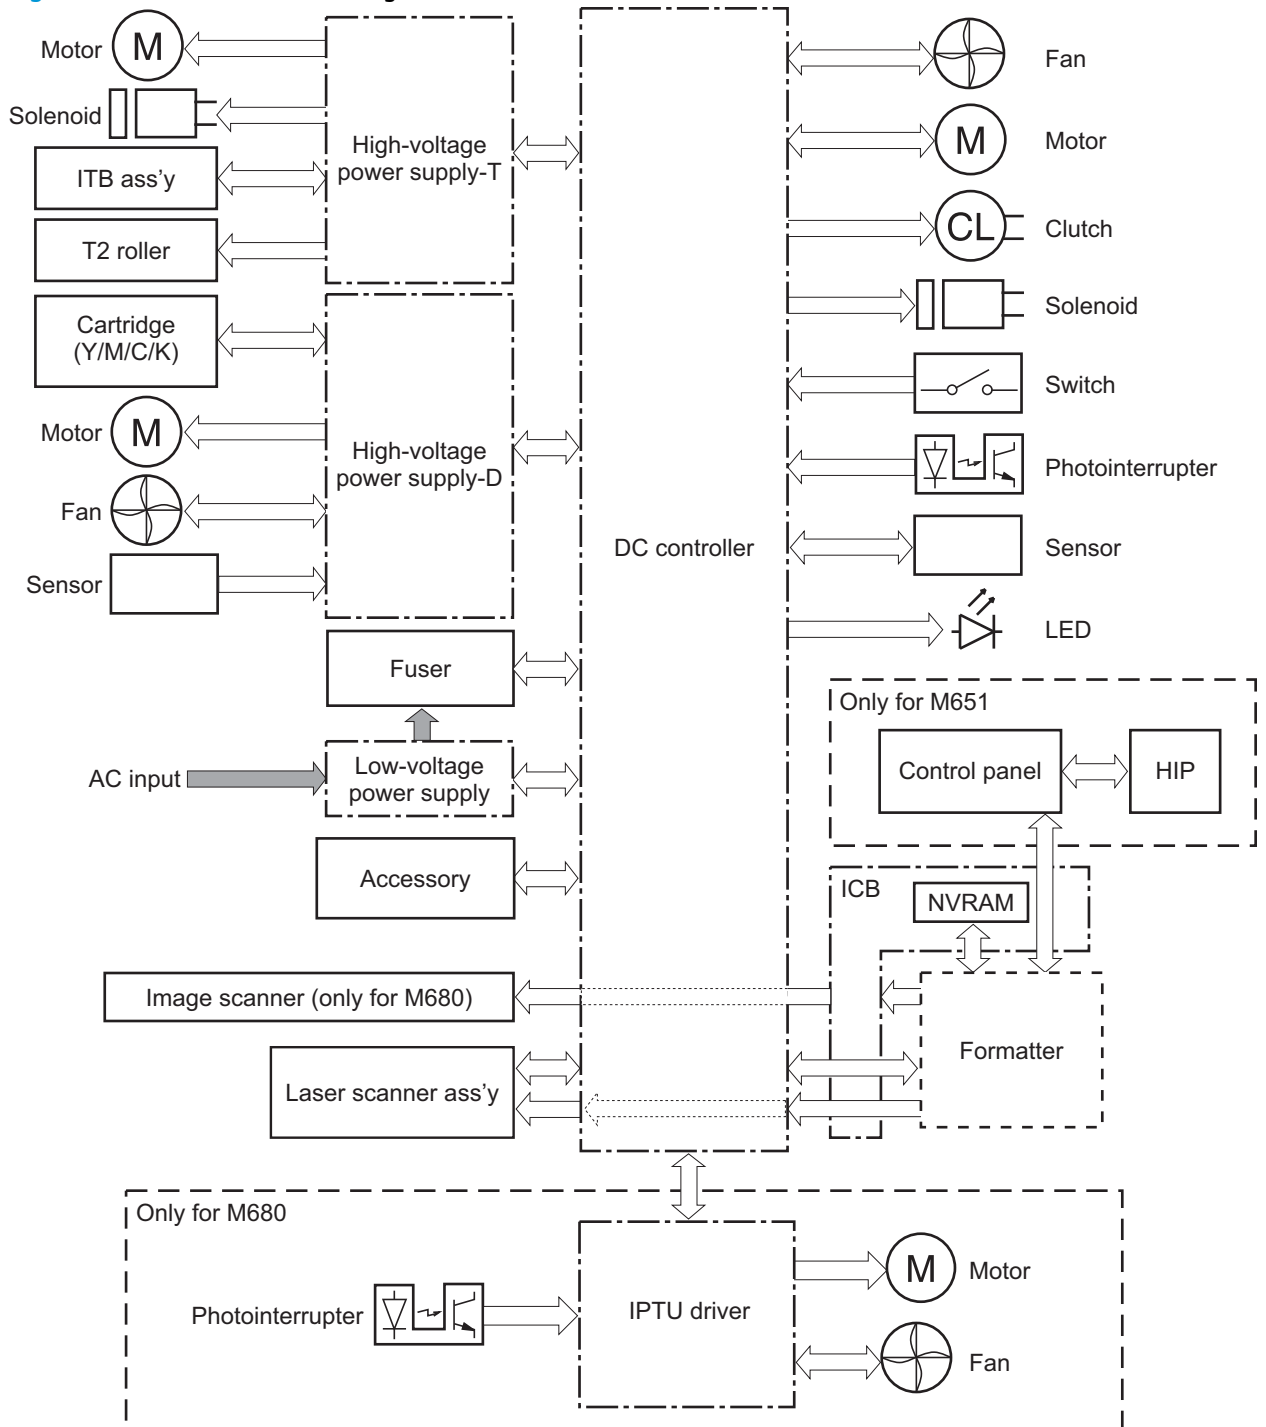 Motor
M
Solenoid
ITB ass'y
T2 roller
High-voltage
power supply-T
Cartridge
(Y/M/C/K)
Motor
M
Fan
Sensor
High-voltage
power supply-D
Fuser
AC input
Low-voltage
power supply
Accessory
Image scanner (only for M680)
Laser scanner ass'y
DC controller
Fan
M
Motor
CL
Clutch
Solenoid
Switch
Photointerrupter
Sensor
LED
Only for M651
Control panel
HIP
ICB
NVRAM
Formatter
Only for M680
Photointerrupter
IPTU driver
M
Motor
Fan